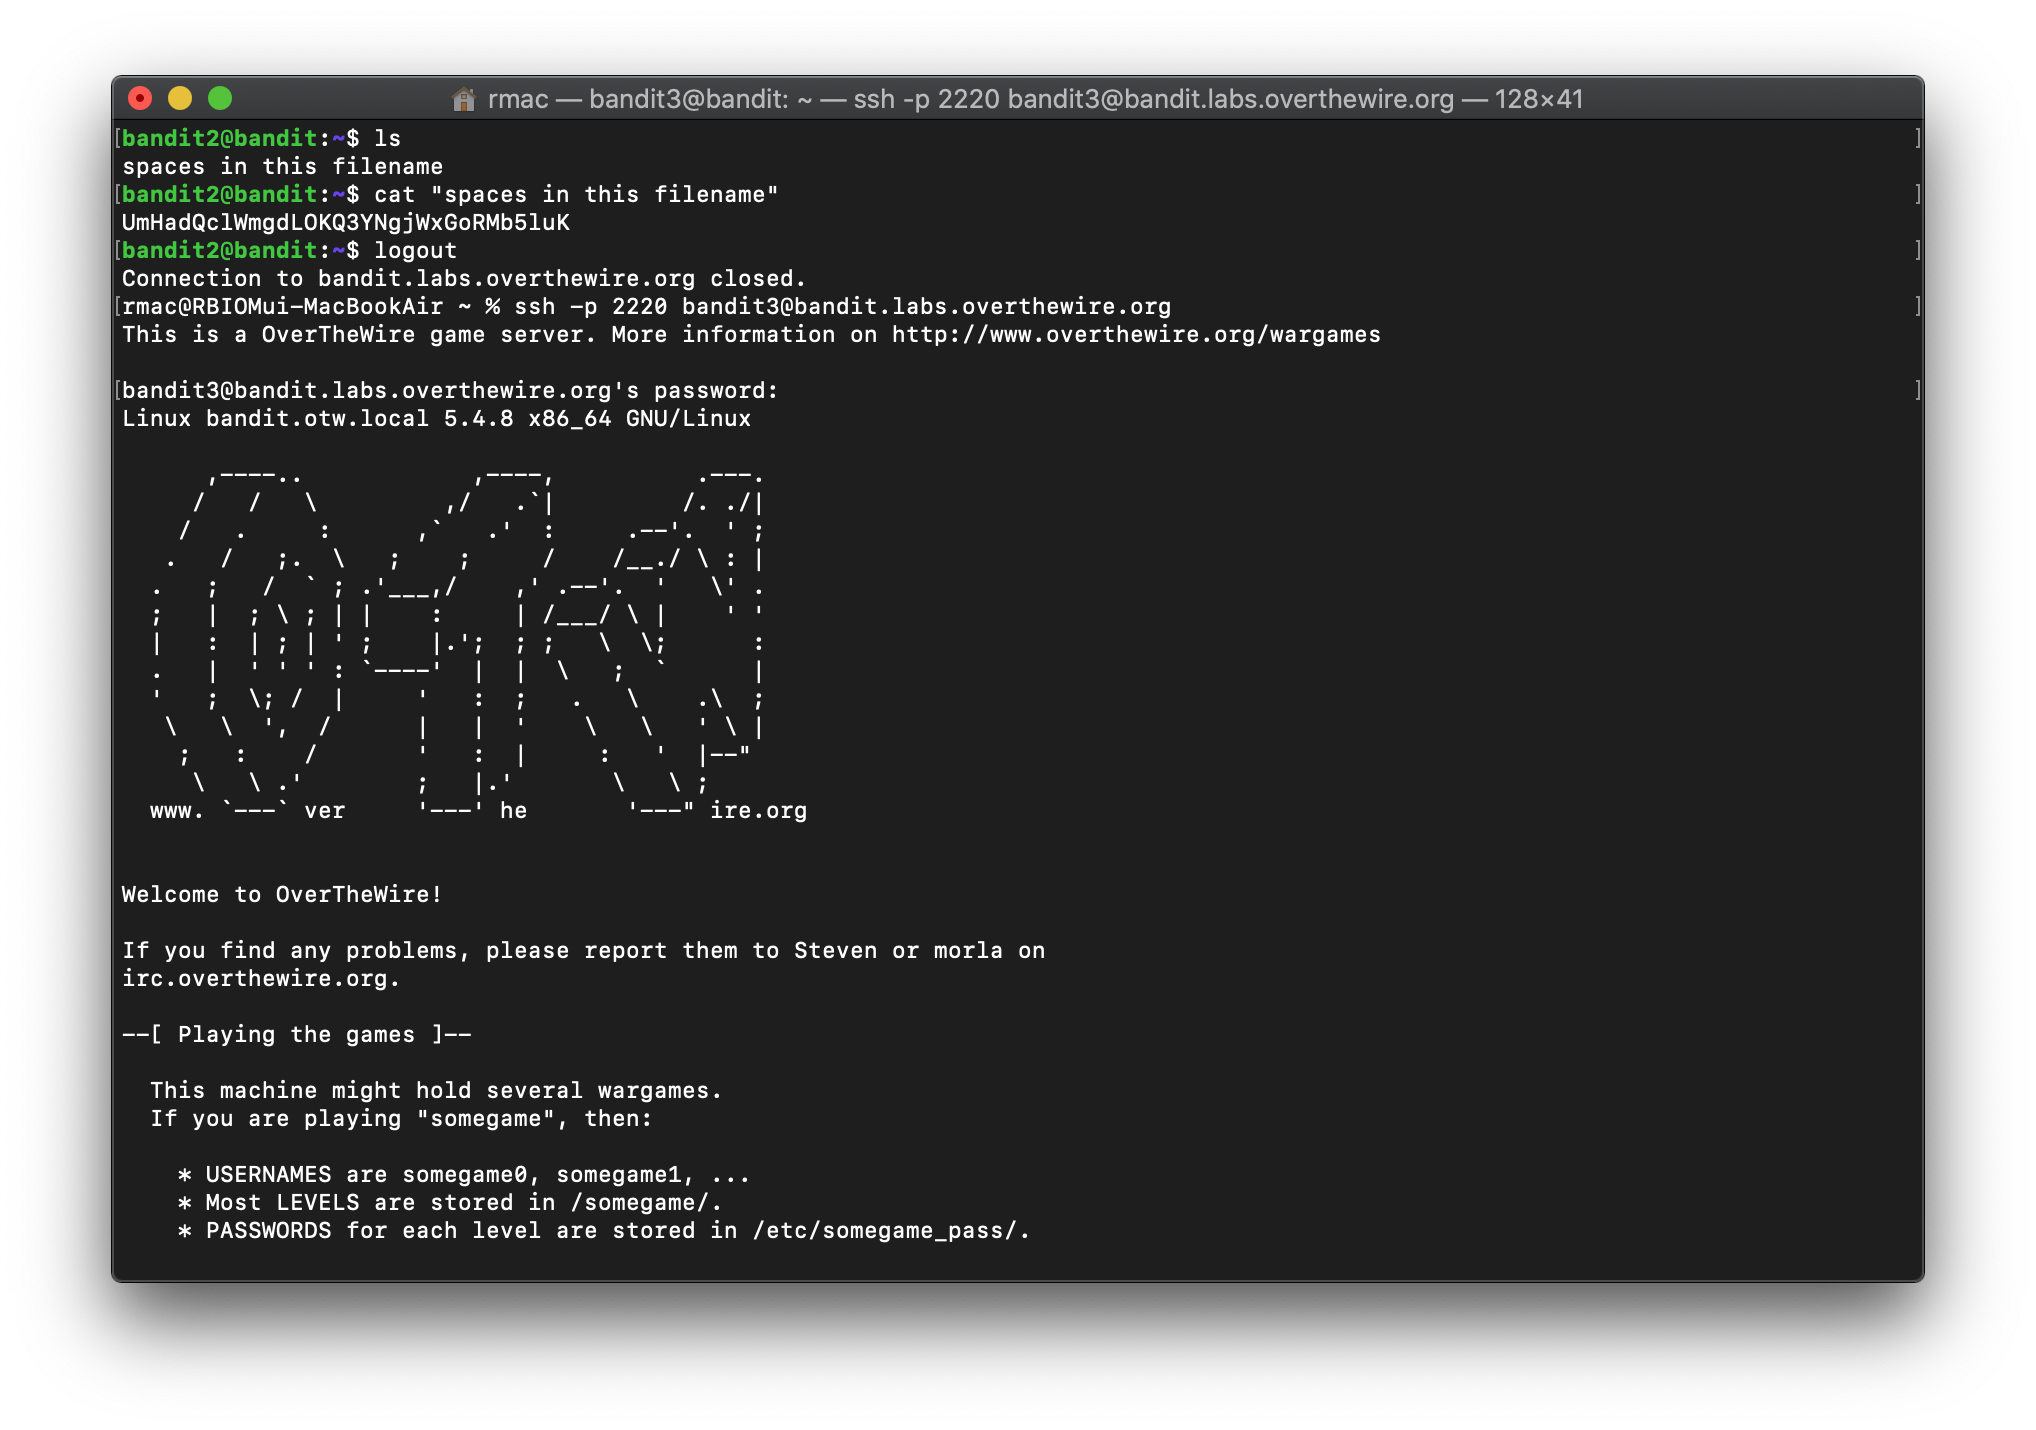 rmac — bandit3@bandit: ~ — ssh -p 2220 bandit3@bandit.labs.overthewire.org — 128×41
[bandit2@bandit:~$ ls ]
spaces in this filename
[bandit2@bandit:~$ cat "spaces in this filename" ]
UmHadQclWmgdLOKQ3YNgjWxGoRMb5luK
[bandit2@bandit:~$ logout ]
Connection to bandit.labs.overthewire.org closed.
[rmac@RBIOMui-MacBookAir ~ % ssh -p 2220 bandit3@bandit.labs.overthewire.org ]
This is a OverTheWire game server. More information on http://www.overthewire.org/wargames
[bandit3@bandit.labs.overthewire.org's password: ]
Linux bandit.otw.local 5.4.8 x86_64 GNU/Linux
      ,----..            ,----,          .---.
     /   /   \         ,/   .`|         /. ./|
    /   .     :      ,`   .'  :     .--'.  ' ;
   .   /   ;.  \   ;    ;     /    /__./ \ : |
  .   ;   /  ` ; .'___,/    ,' .--'.  '   \' .
  ;   |  ; \ ; | |    :     | /___/ \ |    ' '
  |   :  | ; | ' ;    |.';  ; ;   \  \;      :
  .   |  ' ' ' : `----'  |  |  \   ;  `      |
  '   ;  \; /  |     '   :  ;   .   \    .\  ;
   \   \  ',  /      |   |  '    \   \   ' \ |
    ;   :    /       '   :  |     :   '  |--"
     \   \ .'        ;   |.'       \   \ ;
  www. `---` ver     '---' he       '---" ire.org
Welcome to OverTheWire!
If you find any problems, please report them to Steven or morla on
irc.overthewire.org.
--[ Playing the games ]--
This machine might hold several wargames.
If you are playing "somegame", then:
* USERNAMES are somegame0, somegame1, ...
* Most LEVELS are stored in /somegame/.
* PASSWORDS for each level are stored in /etc/somegame_pass/.